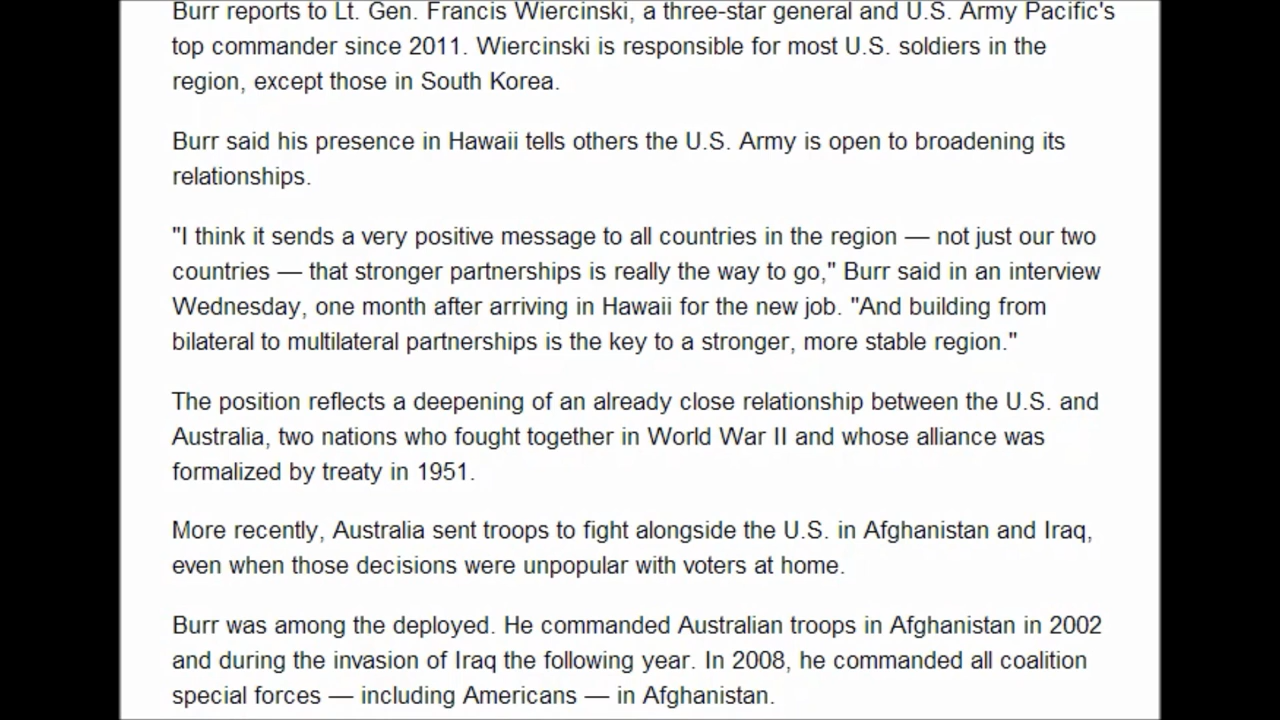 Burr reports to Lt. Gen. Francis Wiercinski, a three-star general and U.S. Army Pacific's
top commander since 2011. Wiercinski is responsible for most U.S. soldiers in the
region, except those in South Korea.
Burr said his presence in Hawaii tells others the U.S. Army is open to broadening its
relationships.
"I think it sends a very positive message to all countries in the region — not just our two
countries — that stronger partnerships is really the way to go," Burr said in an interview
Wednesday, one month after arriving in Hawaii for the new job. "And building from
bilateral to multilateral partnerships is the key to a stronger, more stable region."
The position reflects a deepening of an already close relationship between the U.S. and
Australia, two nations who fought together in World War II and whose alliance was
formalized by treaty in 1951.
More recently, Australia sent troops to fight alongside the U.S. in Afghanistan and Iraq,
even when those decisions were unpopular with voters at home.
Burr was among the deployed. He commanded Australian troops in Afghanistan in 2002
and during the invasion of Iraq the following year. In 2008, he commanded all coalition
special forces — including Americans — in Afghanistan.